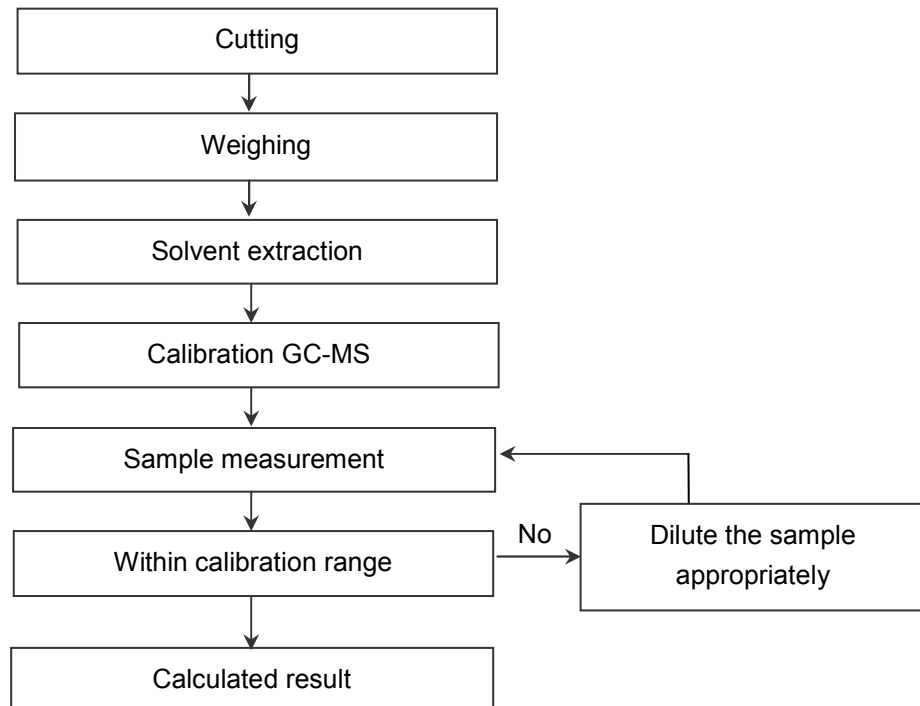 Cutting
Weighing
Solvent extraction
Calibration GC-MS
Sample measurement
Within calibration range
No
Dilute the sample
appropriately
Calculated result